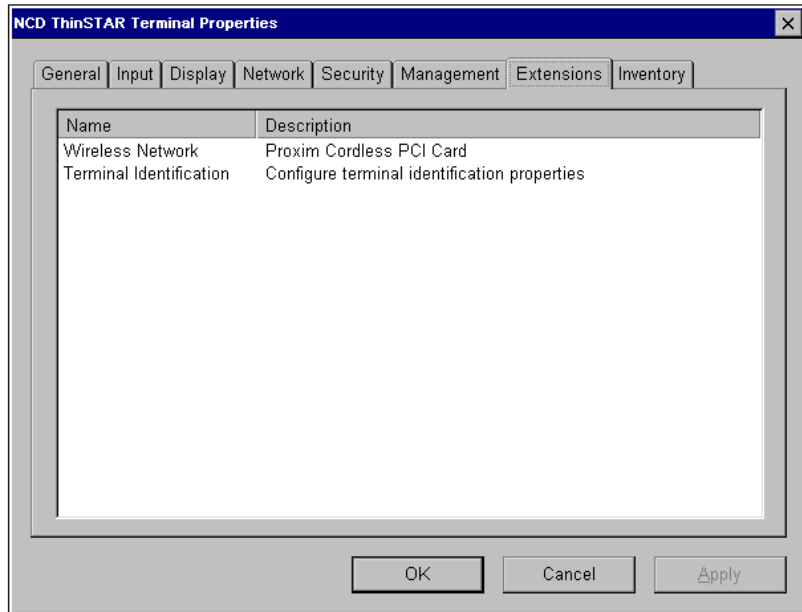 NCD ThinSTAR Terminal Properties
General Input Display Network Security Management Extensions Inventory
Name Description
Wireless Network Proxim Cordless PCI Card
Terminal Identification Configure terminal identification properties
OK Cancel Apply